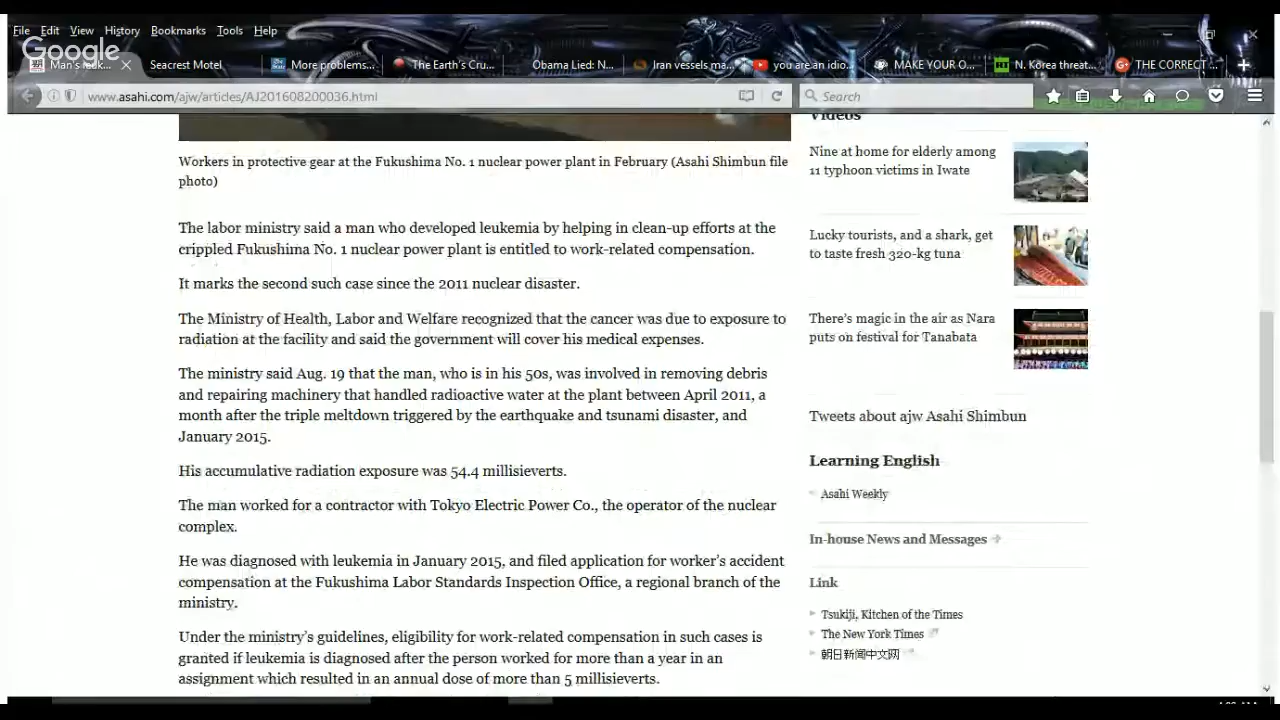 File Edit View History Bookmarks Tools Help
Google
Man's leuk... Seacrest Motel More problems... The Earth's Cru... Obama Lied: N... Iran vessels ma... you are an idio... MAKE YOUR O... N. Korea threat... THE CORRECT ...
www.asahi.com/ajw/articles/AJ201608200036.html
Search
Workers in protective gear at the Fukushima No. 1 nuclear power plant in February (Asahi Shimbun file
photo)
The labor ministry said a man who developed leukemia by helping in clean-up efforts at the
crippled Fukushima No. 1 nuclear power plant is entitled to work-related compensation.
It marks the second such case since the 2011 nuclear disaster.
The Ministry of Health, Labor and Welfare recognized that the cancer was due to exposure to
radiation at the facility and said the government will cover his medical expenses.
The ministry said Aug. 19 that the man, who is in his 50s, was involved in removing debris
and repairing machinery that handled radioactive water at the plant between April 2011, a
month after the triple meltdown triggered by the earthquake and tsunami disaster, and
January 2015.
His accumulative radiation exposure was 54.4 millisieverts.
The man worked for a contractor with Tokyo Electric Power Co., the operator of the nuclear
complex.
He was diagnosed with leukemia in January 2015, and filed application for worker's accident
compensation at the Fukushima Labor Standards Inspection Office, a regional branch of the
ministry.
Under the ministry's guidelines, eligibility for work-related compensation in such cases is
granted if leukemia is diagnosed after the person worked for more than a year in an
assignment which resulted in an annual dose of more than 5 millisieverts.
Videos
Nine at home for elderly among
11 typhoon victims in Iwate
Lucky tourists, and a shark, get
to taste fresh 320-kg tuna
There's magic in the air as Nara
puts on festival for Tanabata
Tweets about ajw Asahi Shimbun
Learning English
Asahi Weekly
In-house News and Messages
Link
Tsukiji, Kitchen of the Times
The New York Times
朝日新闻中文网